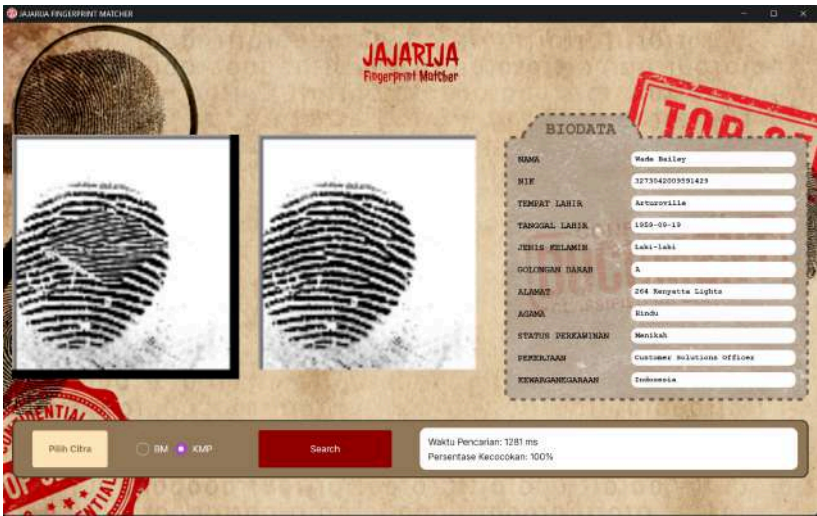 JAJARIJA FINGERPRINT MATCHER
JAJARIJA
Fingerprint Matcher
TOP
BIODATA
NAMA Wade Bailey
NIK 3273042009591429
TEMPAT LAHIR Arturoville
TANGGAL LAHIR 1959-09-19
JENIS KELAMIN Laki-laki
GOLONGAN DARAH A
ALAMAT 264 Kenyatta Lights
AGAMA Hindu
STATUS PERKAWINAN Menikah
PEKERJAAN Customer Solutions Officer
KEWARGANEGARAAN Indonesia
Pilih Citra
BM
KMP
Search
Waktu Pencarian: 1281 ms
Persentase Kecocokan: 100%